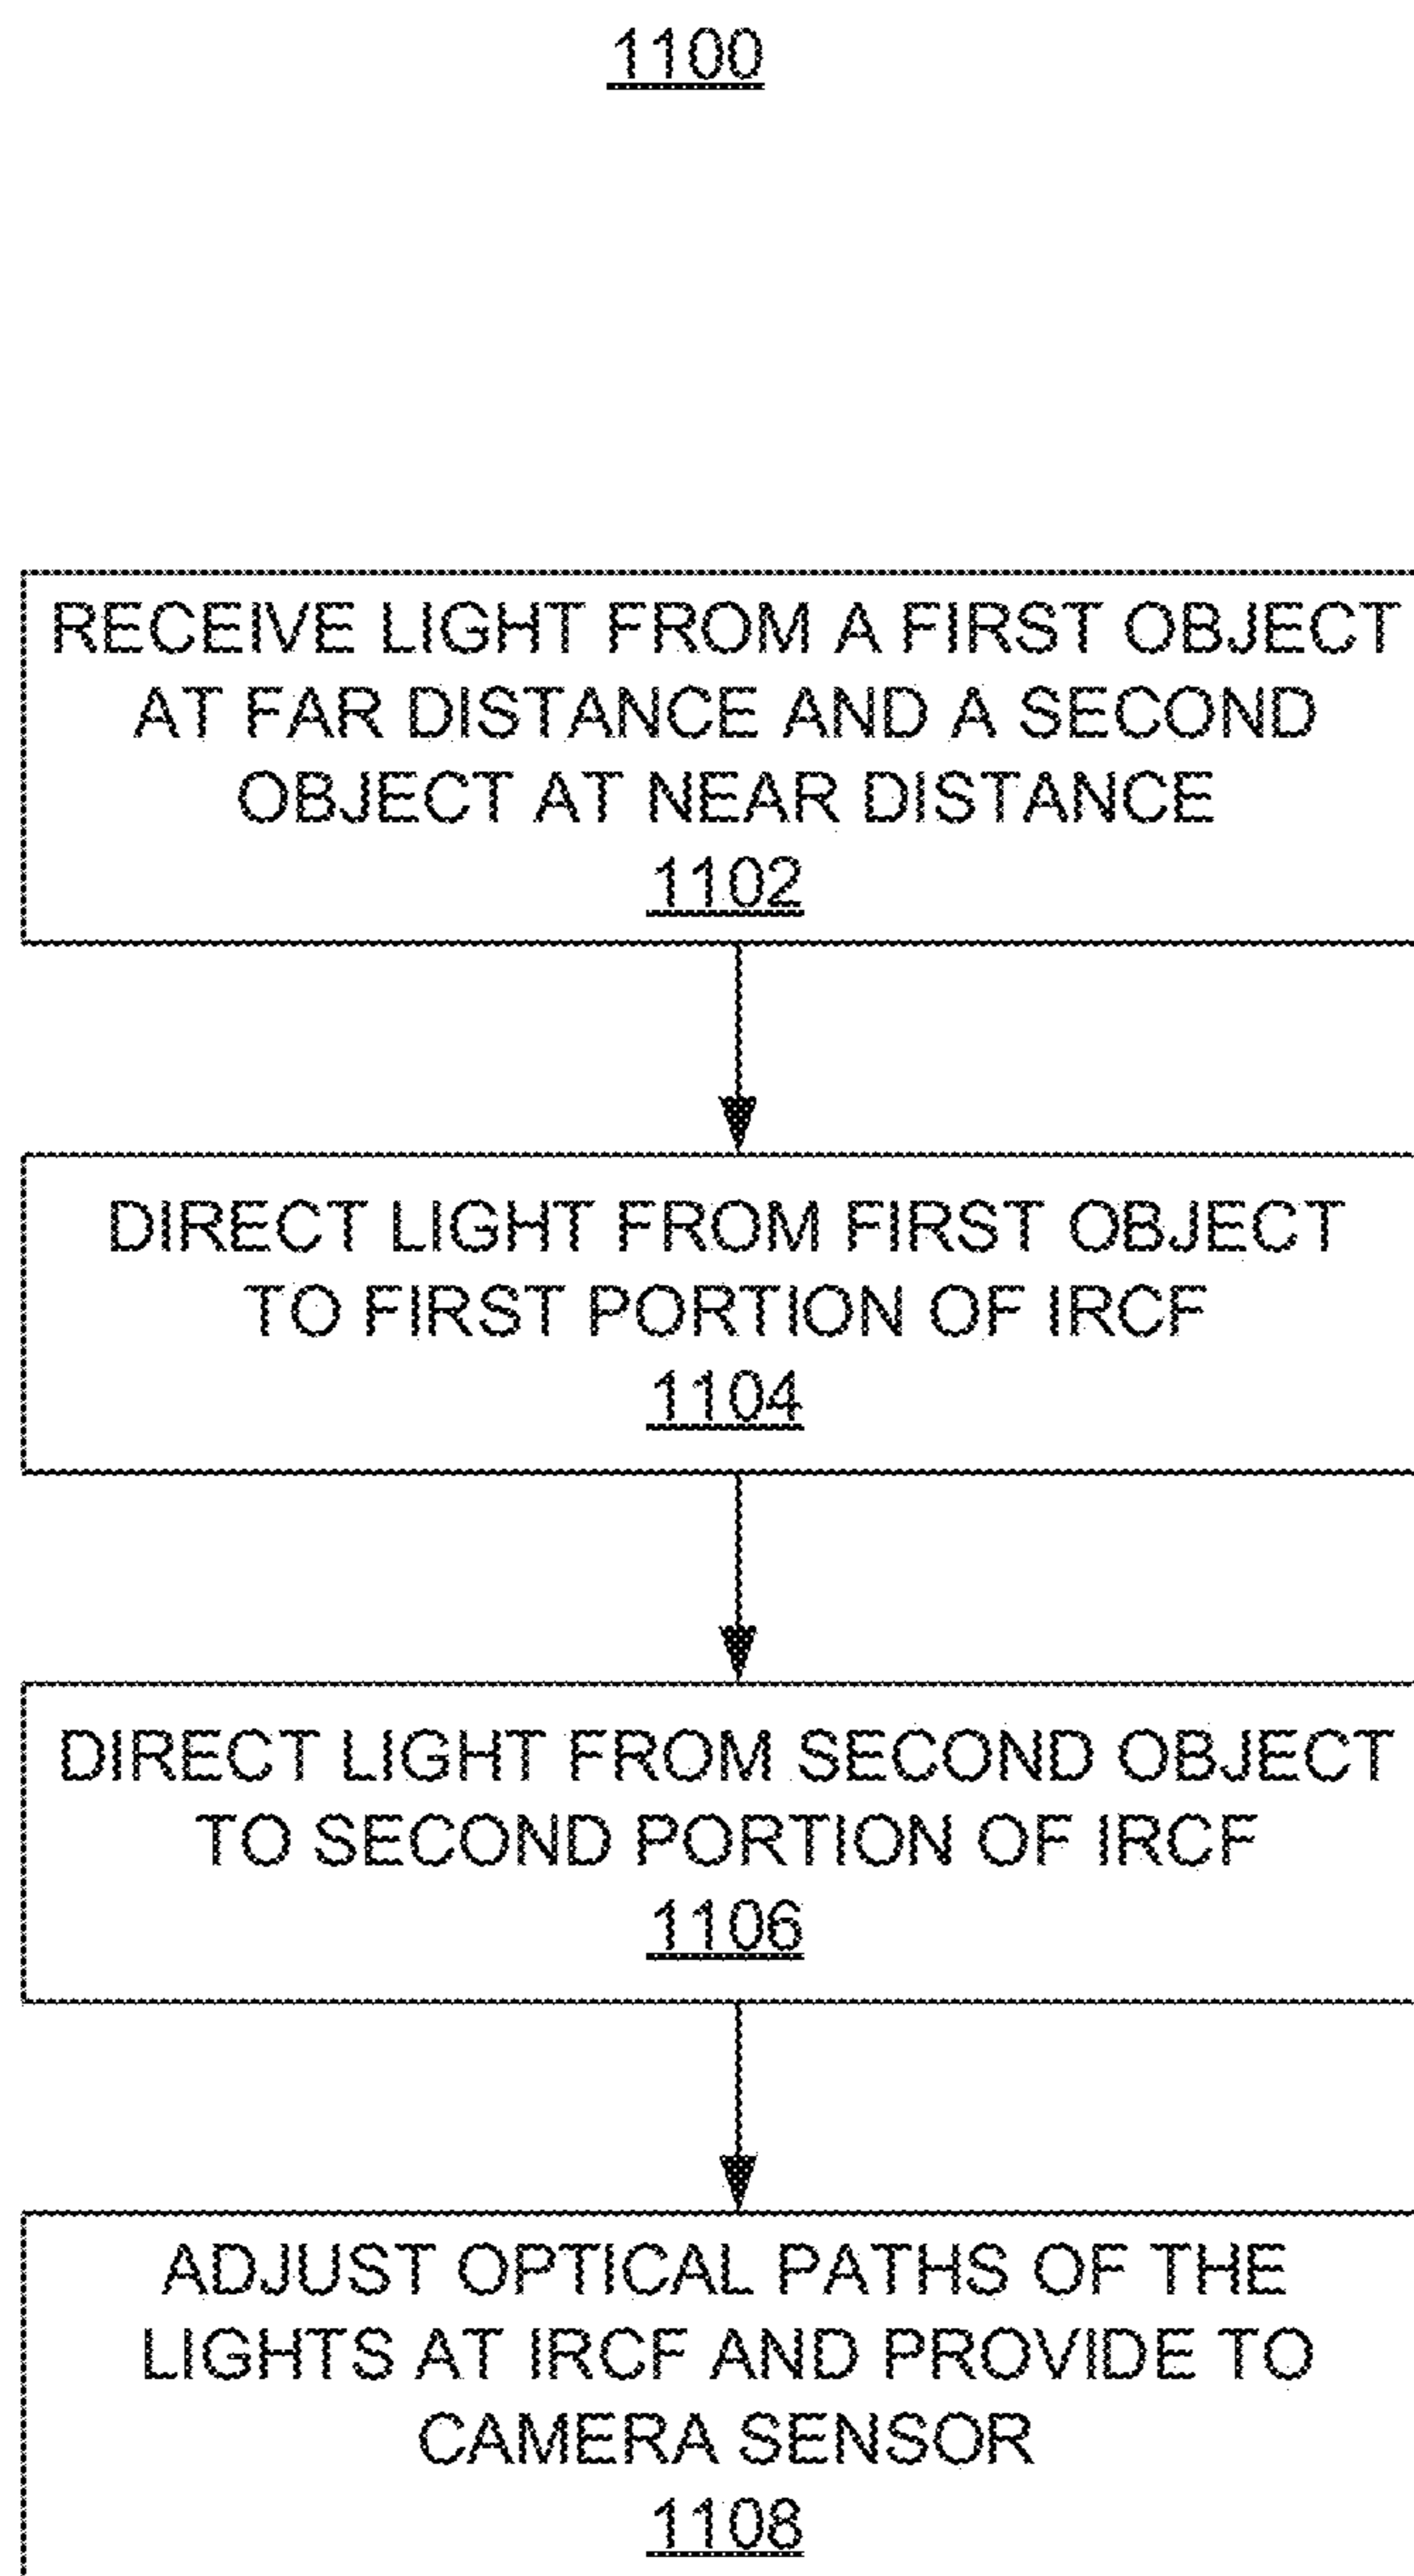 1100
RECEIVE LIGHT FROM A FIRST OBJECT
AT FAR DISTANCE AND A SECOND
OBJECT AT NEAR DISTANCE
1102
DIRECT LIGHT FROM FIRST OBJECT
TO FIRST PORTION OF IRCF
1104
DIRECT LIGHT FROM SECOND OBJECT
TO SECOND PORTION OF IRCF
1106
ADJUST OPTICAL PATHS OF THE
LIGHTS AT IRCF AND PROVIDE TO
CAMERA SENSOR
1108